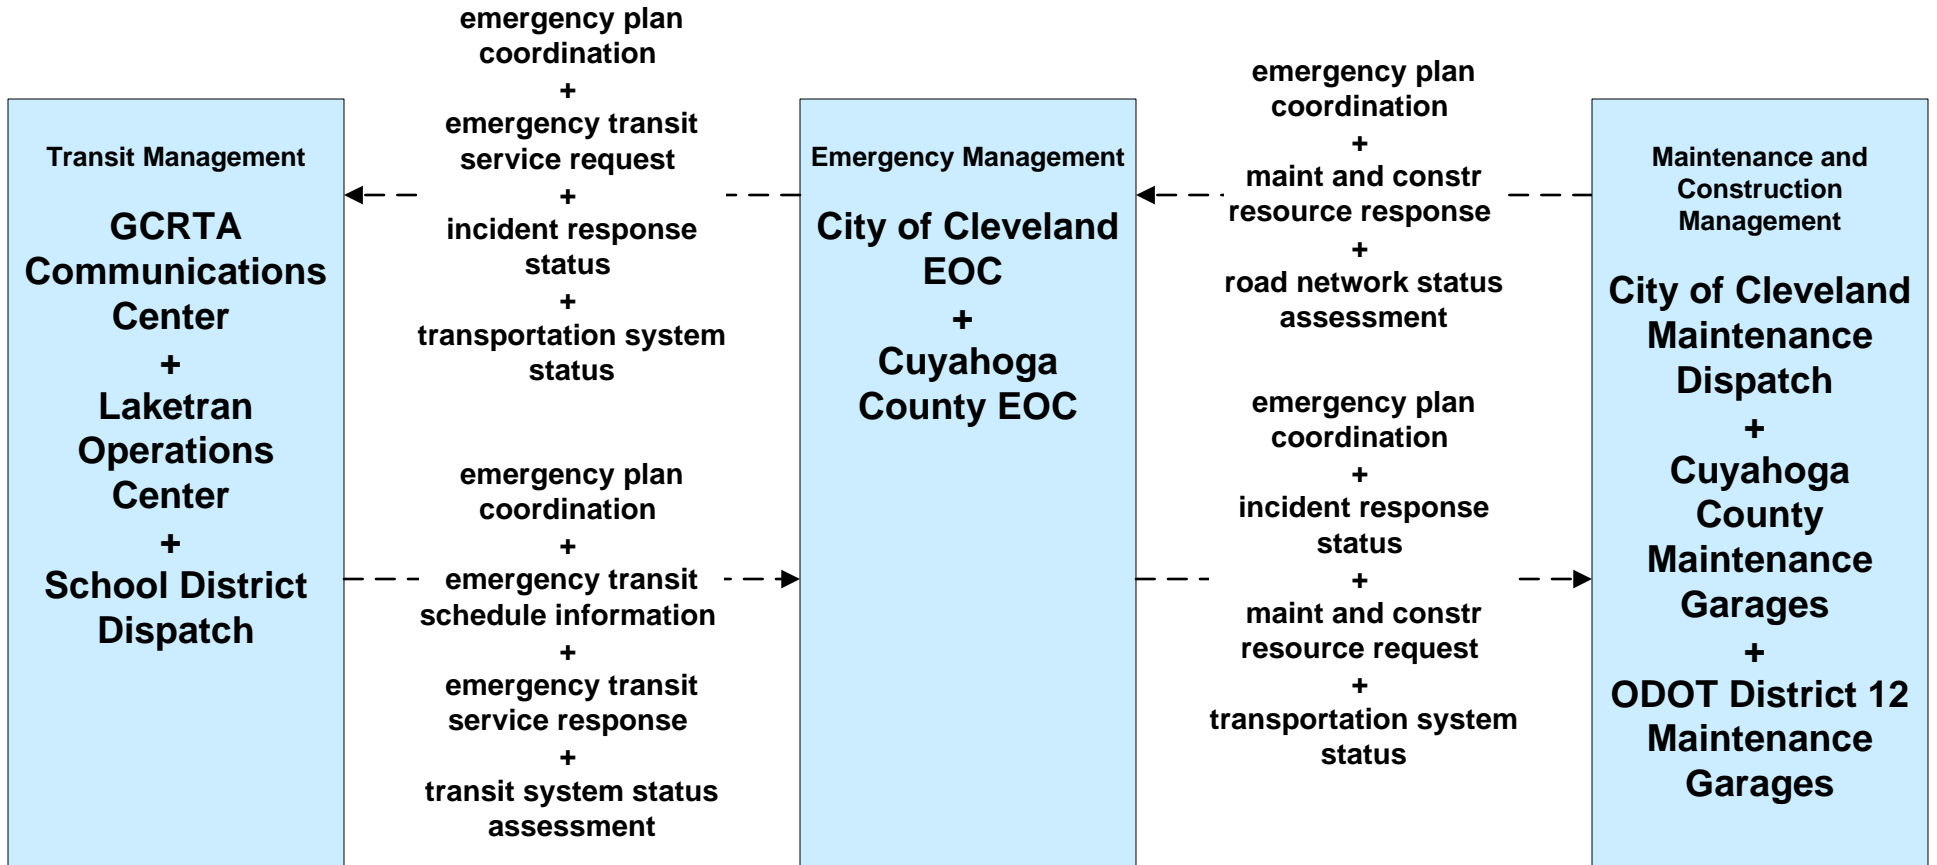 Transit Management
GCRTA
Communications
Center
+
Laketran
Operations
Center
+
School District
Dispatch
emergency plan
coordination
+
emergency transit
service request
+
incident response
status
+
transportation system
status
emergency plan
coordination
+
emergency transit
schedule information
+
emergency transit
service response
+
transit system status
assessment
Emergency Management
City of Cleveland
EOC
+
Cuyahoga
County EOC
emergency plan
coordination
+
maint and constr
resource response
+
road network status
assessment
emergency plan
coordination
+
incident response
status
+
maint and constr
resource request
+
transportation system
status
Maintenance and
Construction
Management
City of Cleveland
Maintenance
Dispatch
+
Cuyahoga
County
Maintenance
Garages
+
ODOT District 12
Maintenance
Garages